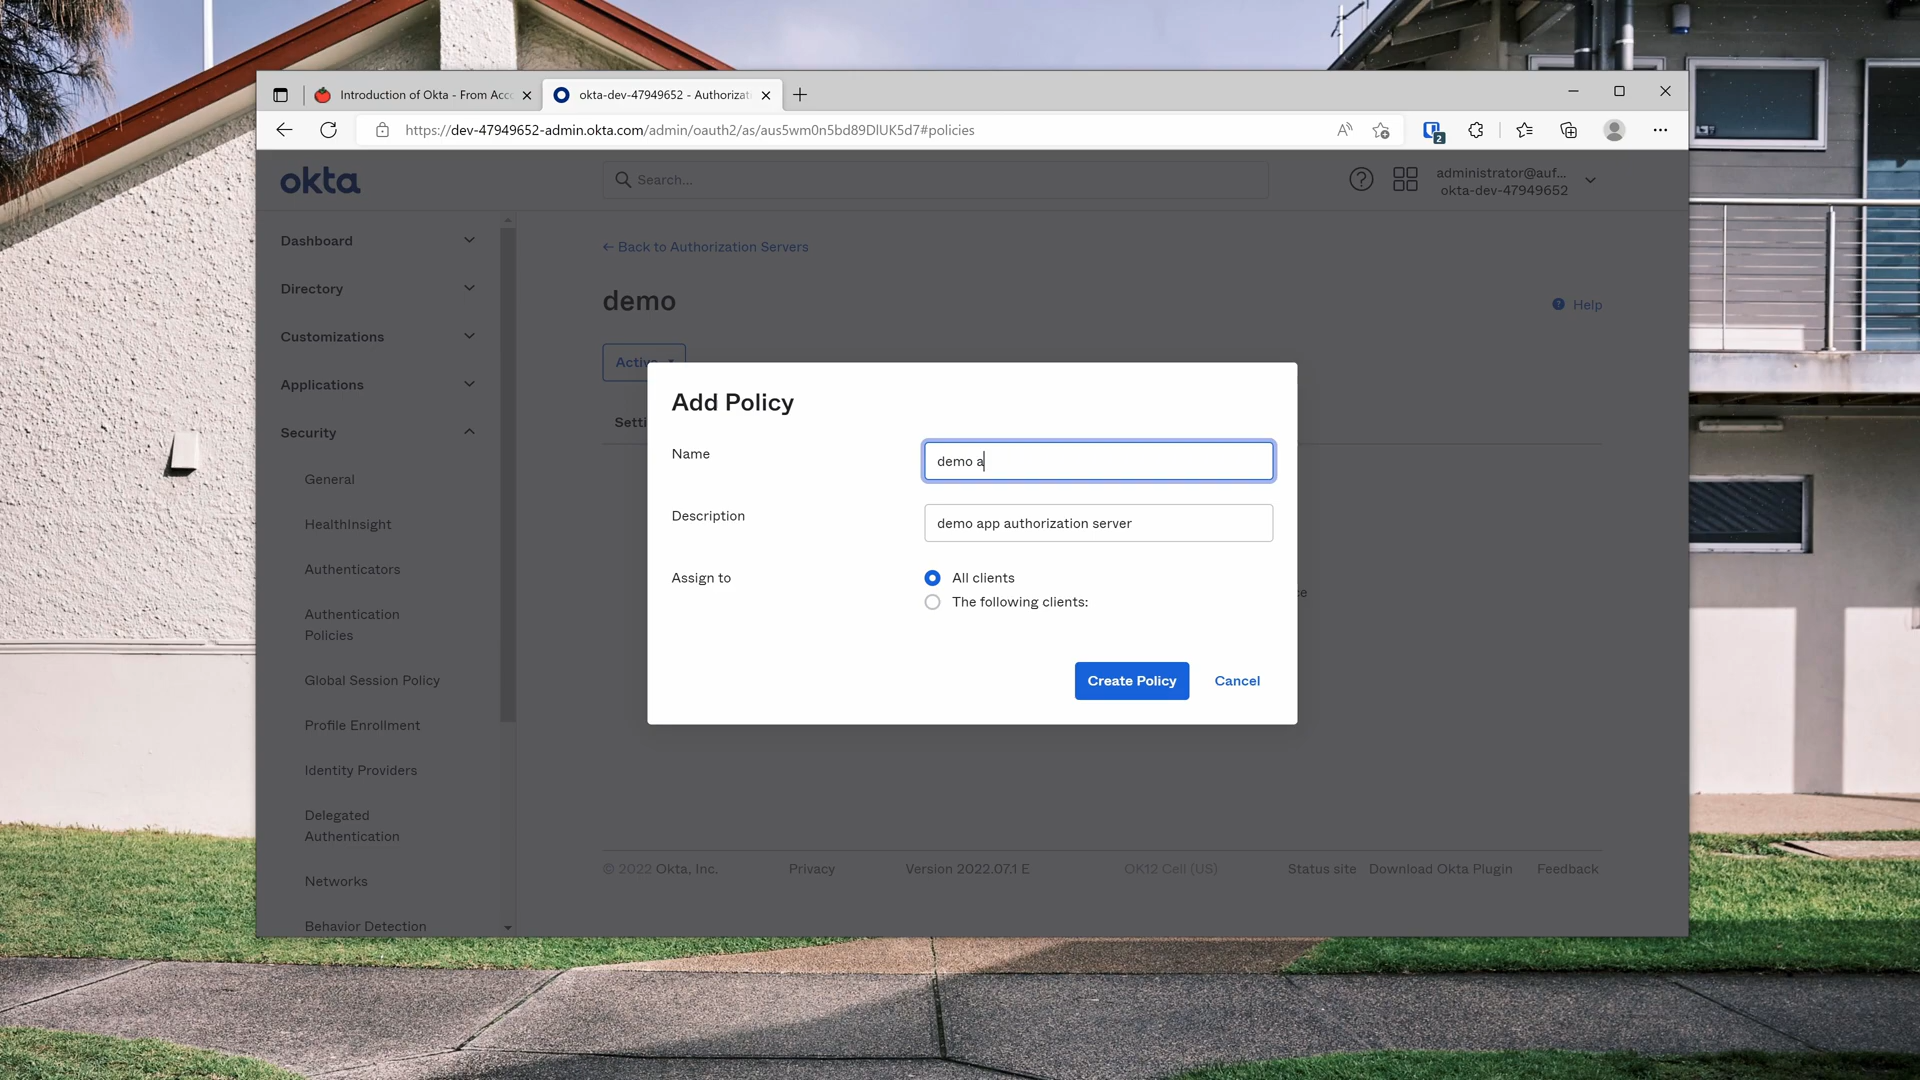 Introduction of Okta - From Acc
okta-dev-47949652 - Authorizat
https://dev-47949652-admin.okta.com/admin/oauth2/as/aus5wm0n5bd89DlUK5d7#policies
2
okta
Search...
administrator@auf...
okta-dev-47949652
Dashboard
Directory
Customizations
Applications
Security
General
HealthInsight
Authenticators
Authentication
Policies
Global Session Policy
Profile Enrollment
Identity Providers
Delegated
Authentication
Networks
Behavior Detection
← Back to Authorization Servers
demo
Help
Active
Setti
Add Policy
Name
demo a
Description
demo app authorization server
Assign to
All clients
The following clients:
Create Policy
Cancel
ce
© 2022 Okta, Inc.
Privacy
Version 2022.07.1 E
OK12 Cell (US)
Status site
Download Okta Plugin
Feedback